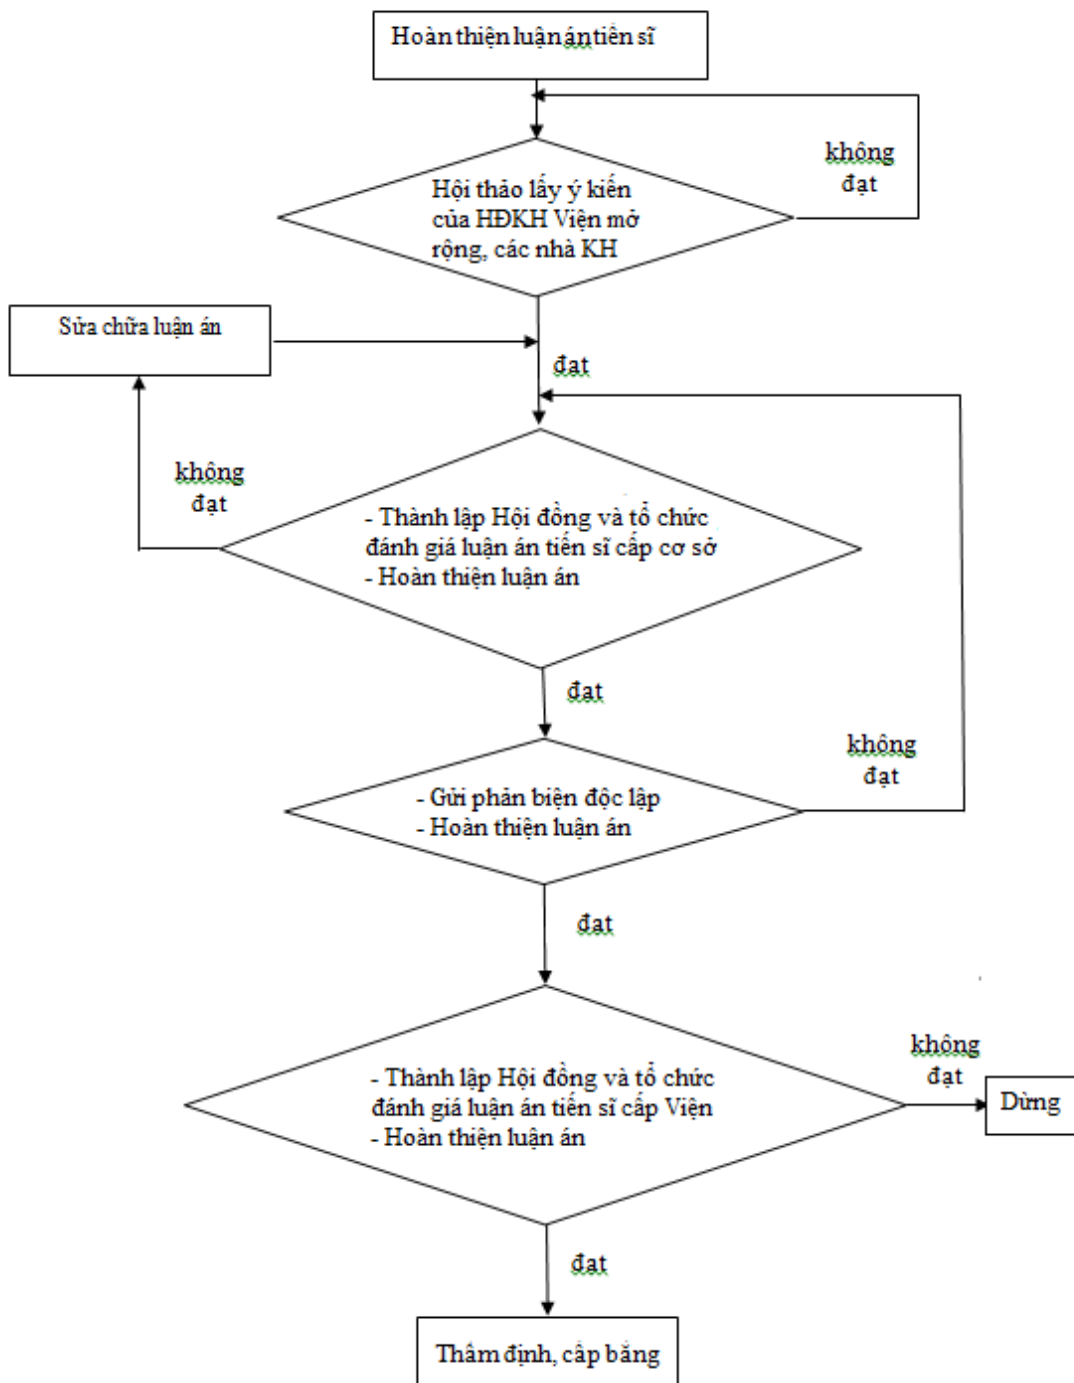 Hoàn thiện luận án tiến sĩ
không
đạt
Hội thảo lấy ý kiến
của HĐKH Viện mở
rộng, các nhà KH
Sửa chữa luận án
đạt
không
đạt
- Thành lập Hội đồng và tổ chức
đánh giá luận án tiến sĩ cấp cơ sở
- Hoàn thiện luận án
đạt
không
đạt
- Gửi phản biện độc lập
- Hoàn thiện luận án
đạt
không
đạt
- Thành lập Hội đồng và tổ chức
đánh giá luận án tiến sĩ cấp Viện
- Hoàn thiện luận án
Dừng
đạt
Thẩm định, cấp bằng